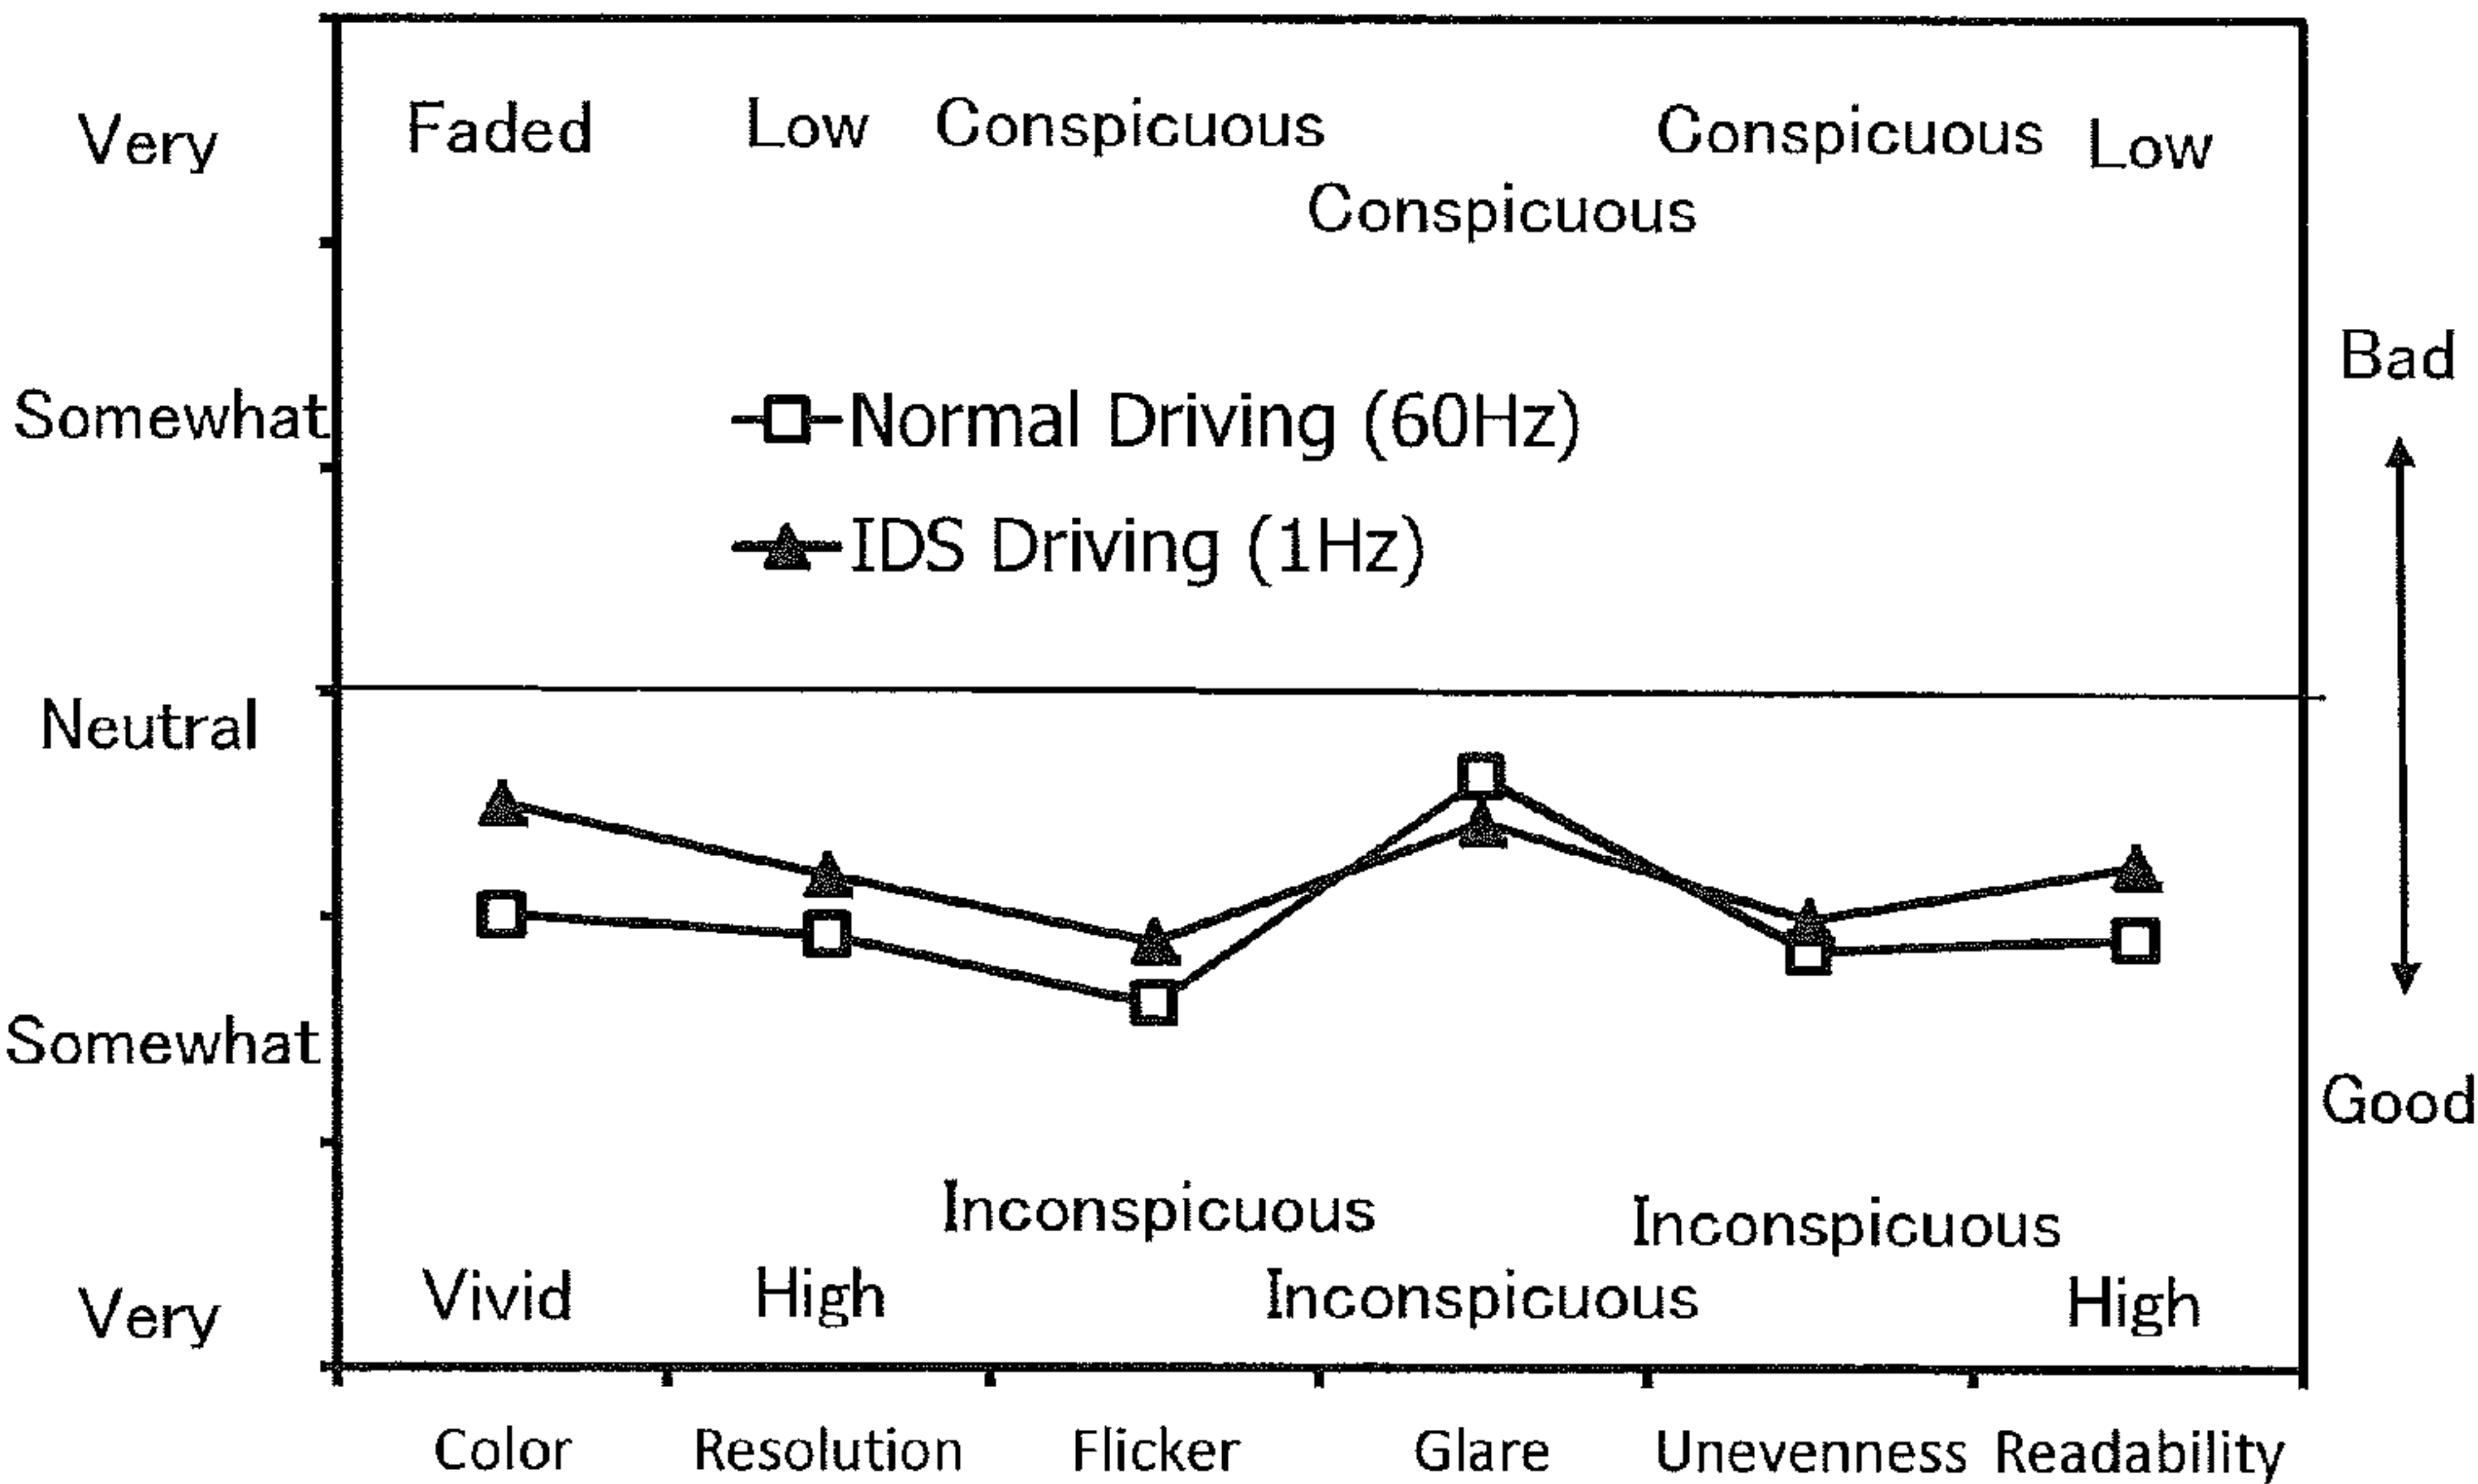 Very
Faded
Low
Conspicuous
Conspicuous
Conspicuous
Low
Somewhat
Normal Driving (60Hz)
IDS Driving (1Hz)
Bad
Neutral
Somewhat
Good
Inconspicuous
Inconspicuous
Very
Vivid
High
Inconspicuous
High
Color
Resolution
Flicker
Glare
Unevenness
Readability